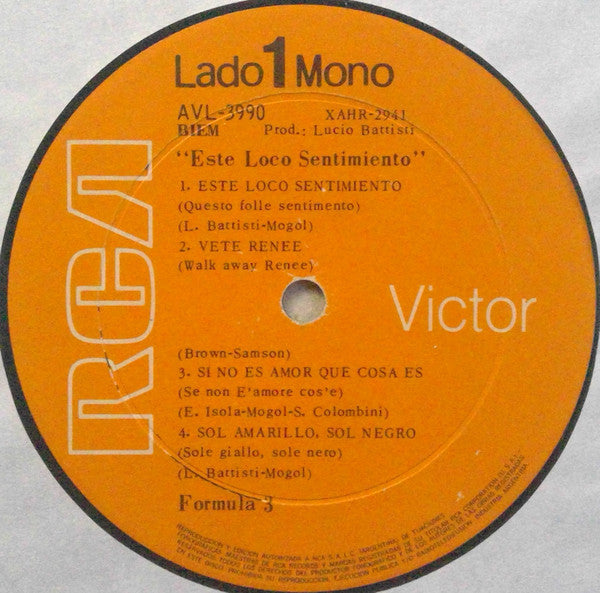 Lado 1 Mono
AVL-3990 XAHR-2941
BIEM Prod.: Lucio Battisti
"Este Loco Sentimiento"
1. ESTE LOCO SENTIMIENTO
(Questo folle sentimento)
(L. Battisti-Mogol)
2. VETE RENEE
(Walk away Renee)
RCA Victor
(Brown-Samson)
3. SI NO ES AMOR QUE COSA ES
(Se non E'amore cos'e)
(E. Isola-Mogol-S. Colombini)
4. SOL AMARILLO, SOL NEGRO
(Sole giallo, sole nero)
(L. Battisti-Mogol)
Formula 3